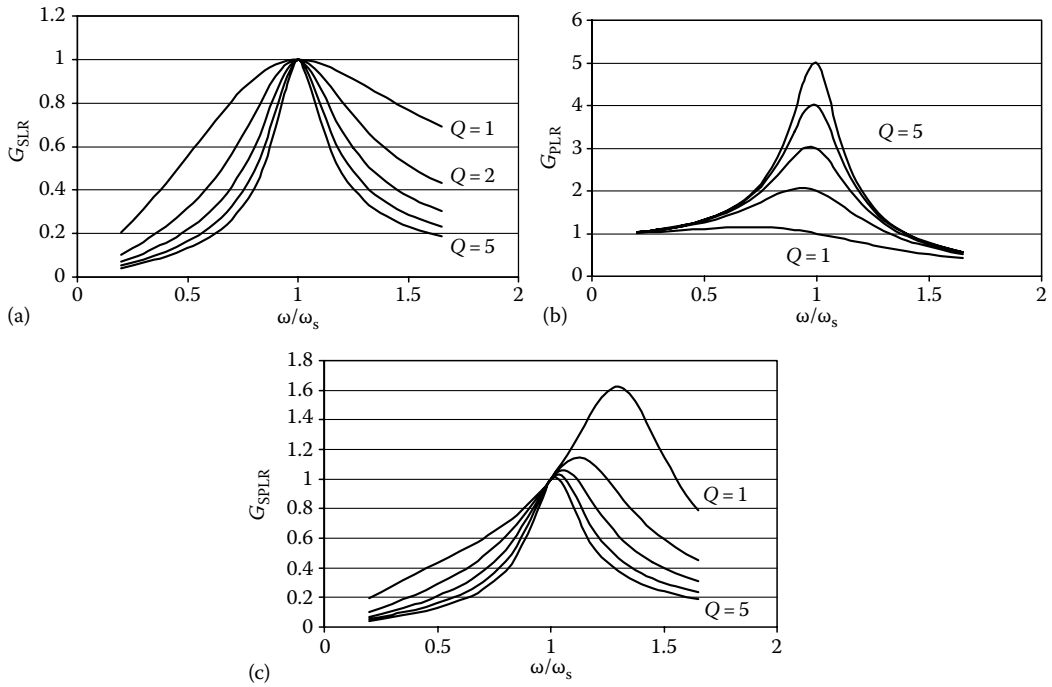 1.2
1
0.8
0.6
0.4
0.2
0
G_SLR
Q = 1
Q = 2
Q = 5
0 0.5 1 1.5 2
ω/ω_s
(a)
6
5
4
3
2
1
0
G_PLR
Q = 5
Q = 1
0 0.5 1 1.5 2
ω/ω_s
(b)
1.8
1.6
1.4
1.2
1
0.8
0.6
0.4
0.2
0
G_SPLR
Q = 1
Q = 5
0 0.5 1 1.5 2
ω/ω_s
(c)